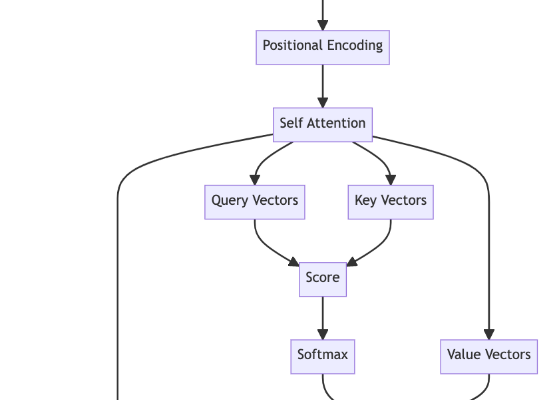 Positional Encoding
Self Attention
Query Vectors
Key Vectors
Score
Softmax
Value Vectors